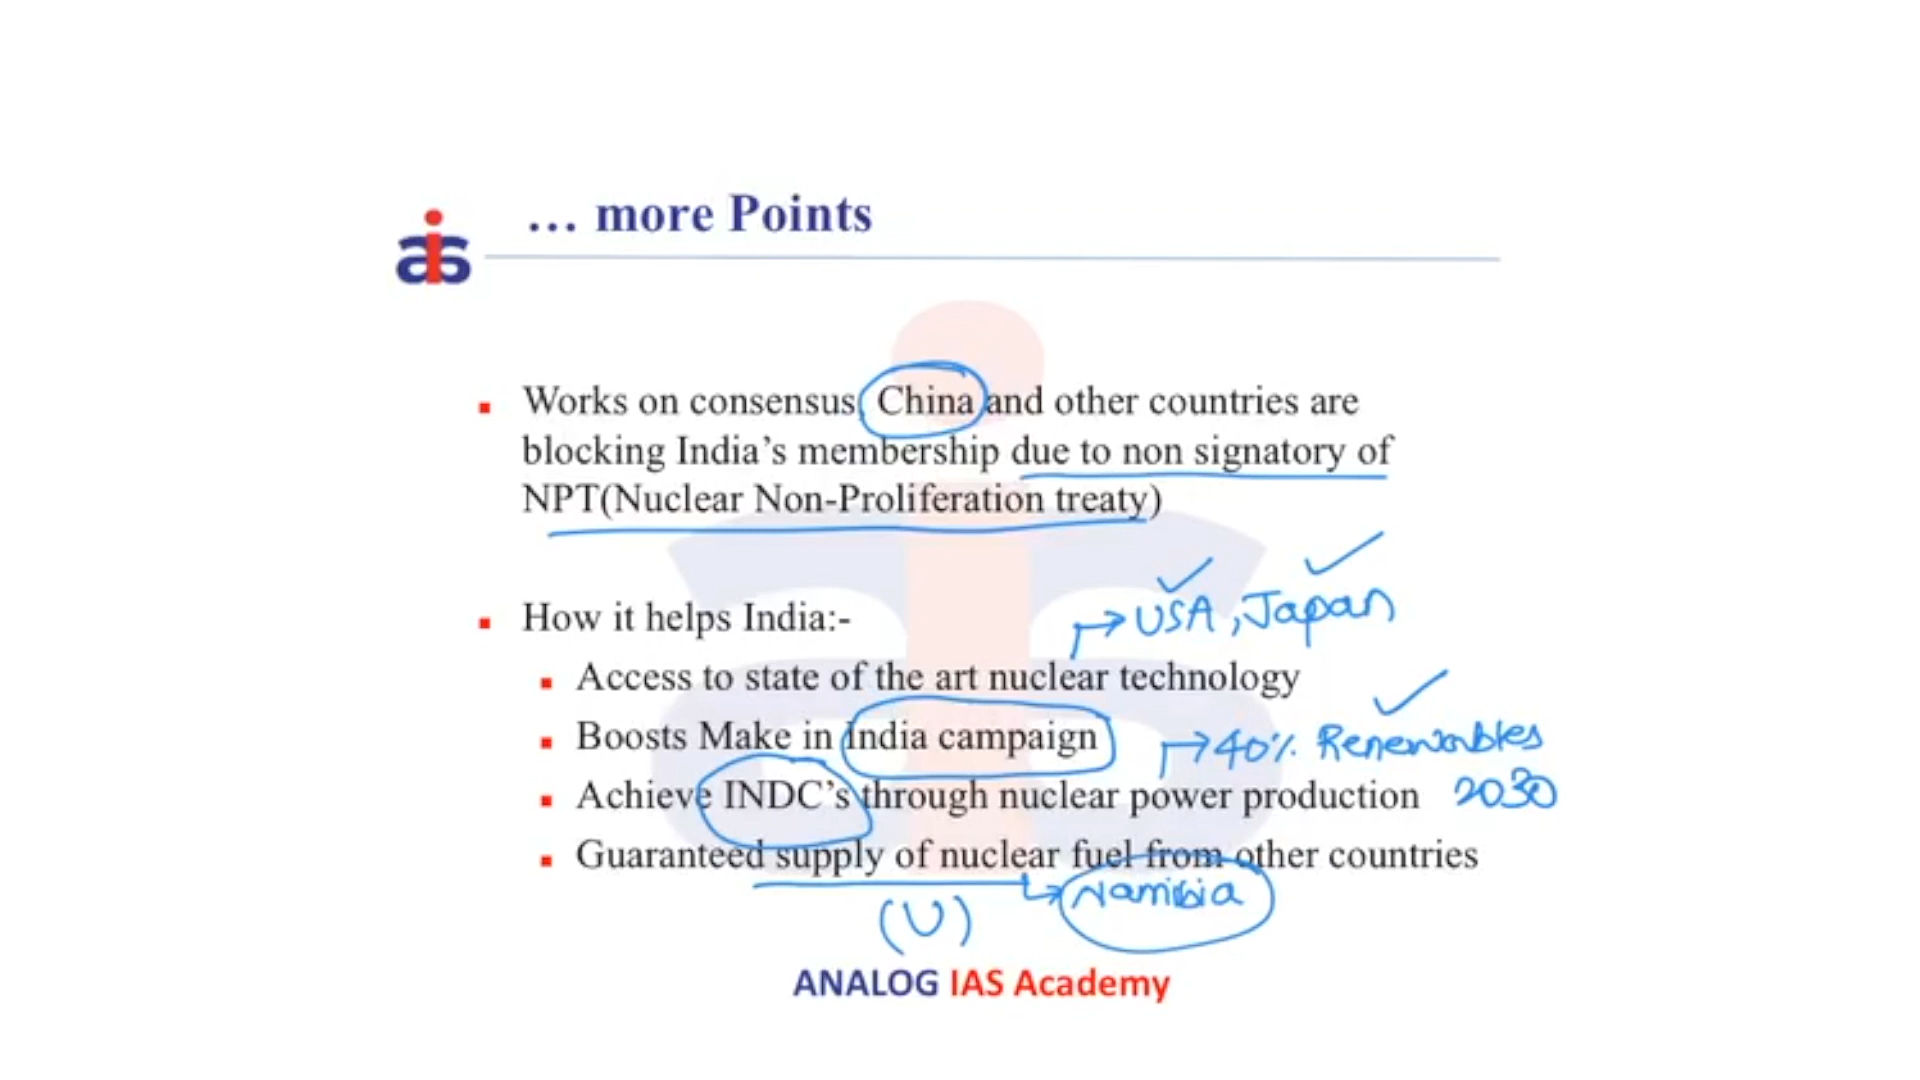 ... more Points
Works on consensus, China and other countries are
blocking India's membership due to non signatory of
NPT(Nuclear Non-Proliferation treaty)
USA, Japan
How it helps India:-
Access to state of the art nuclear technology
Boosts Make in India campaign
40% Renewables
Achieve INDC's through nuclear power production
2030
Guaranteed supply of nuclear fuel from other countries
Namibia
(U)
ANALOG IAS Academy